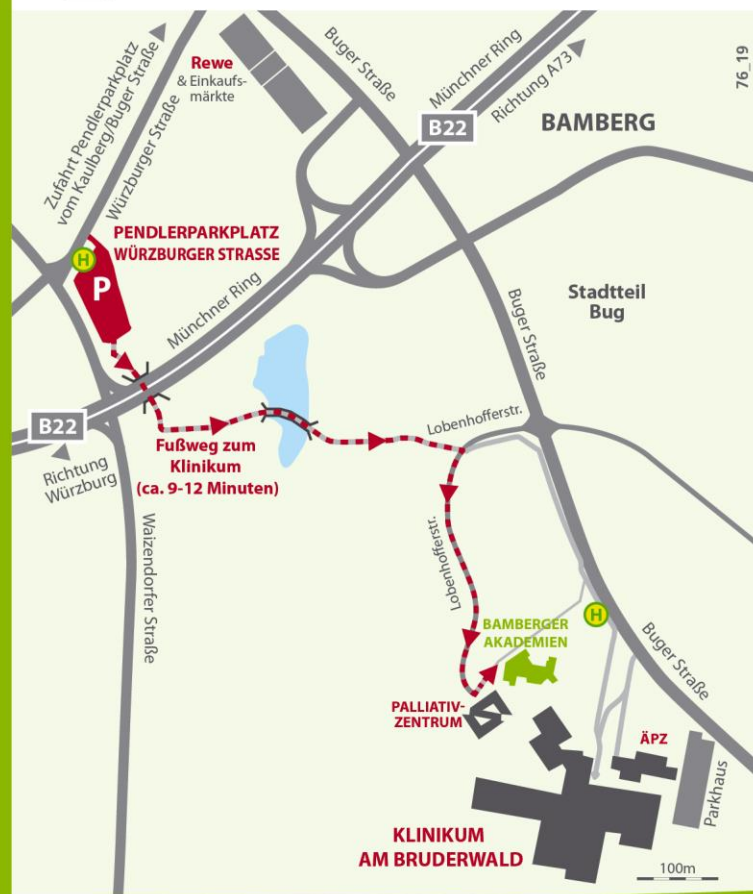 Zufahrt Pendlerparkplatz
vom Kaulberg/Buger Straße
Würzburger Straße
Rewe
& Einkaufs-
märkte
Buger Straße
Münchner Ring
Richtung A73
76_19
B22
BAMBERG
PENDLERPARKPLATZ
WÜRZBURGER STRASSE
H
P
Münchner Ring
Stadtteil
Bug
Buger Straße
B22
Richtung
Würzburg
Fußweg zum
Klinikum
(ca. 9-12 Minuten)
Lobenhofferstr.
Waizendorfer Straße
Lobenhofferstr.
BAMBERGER
AKADEMIEN
H
Buger Straße
PALLIATIV-
ZENTRUM
ÄPZ
Parkhaus
KLINIKUM
AM BRUDERWALD
100m